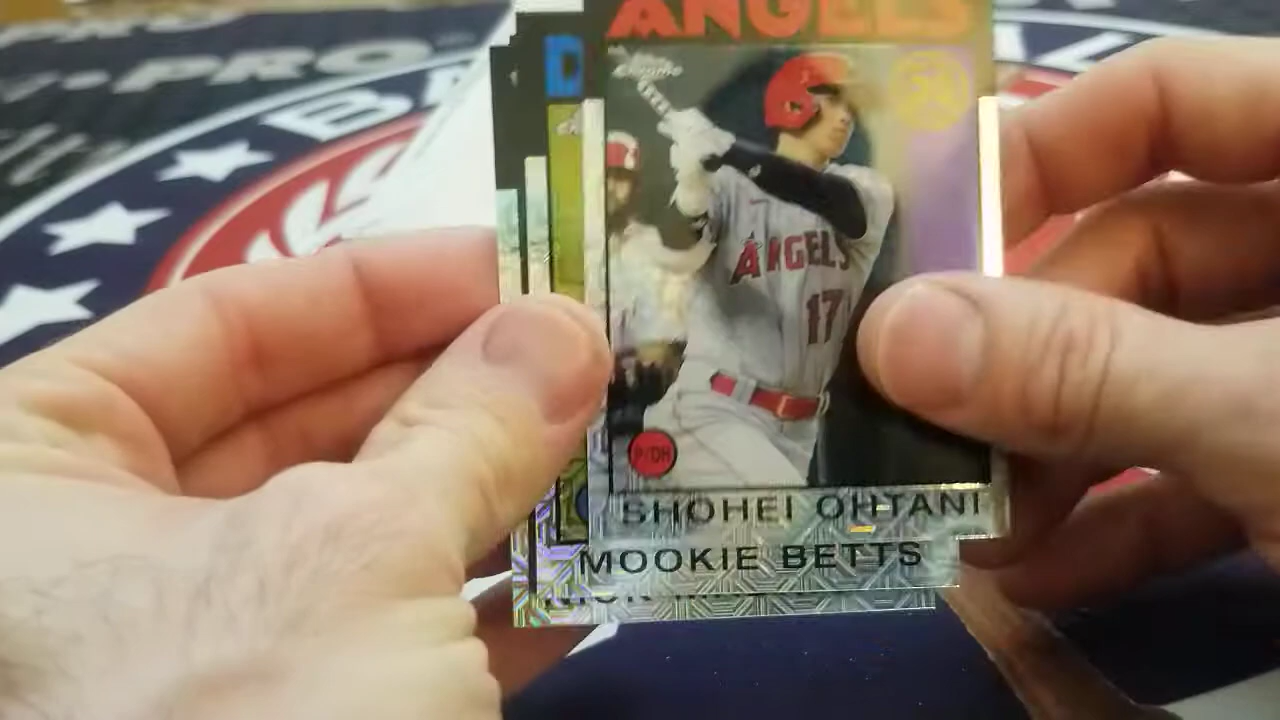 PRO
ANGELS
D
Chrome
ANGELS
17
P/DH
SHOHEI OHTANI
MOOKIE BETTS